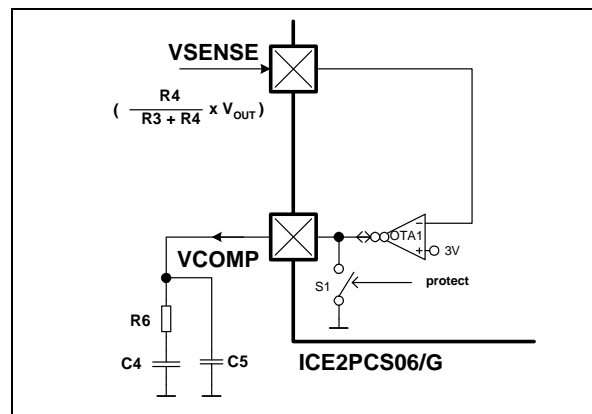 VSENSE
( R4
R3 + R4 x VOUT )
OTA1
3V
VCOMP
S1
protect
R6
C4
C5
ICE2PCS06/G